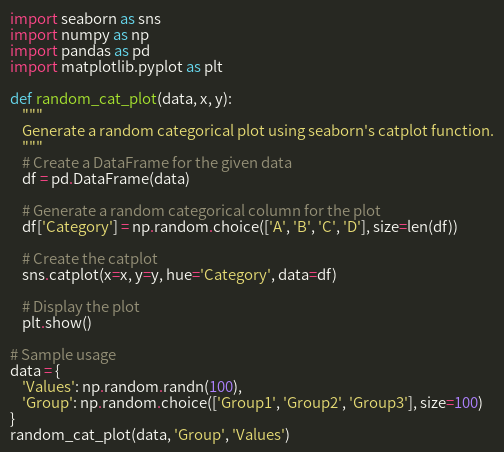 import seaborn as sns
import numpy as np
import pandas as pd
import matplotlib.pyplot as plt

def random_cat_plot(data, x, y):
    """
    Generate a random categorical plot using seaborn's catplot function.
    """
    # Create a DataFrame for the given data
    df = pd.DataFrame(data)

    # Generate a random categorical column for the plot
    df['Category'] = np.random.choice(['A', 'B', 'C', 'D'], size=len(df))

    # Create the catplot
    sns.catplot(x=x, y=y, hue='Category', data=df)

    # Display the plot
    plt.show()

# Sample usage
data = {
    'Values': np.random.randn(100),
    'Group': np.random.choice(['Group1', 'Group2', 'Group3'], size=100)
}
random_cat_plot(data, 'Group', 'Values')